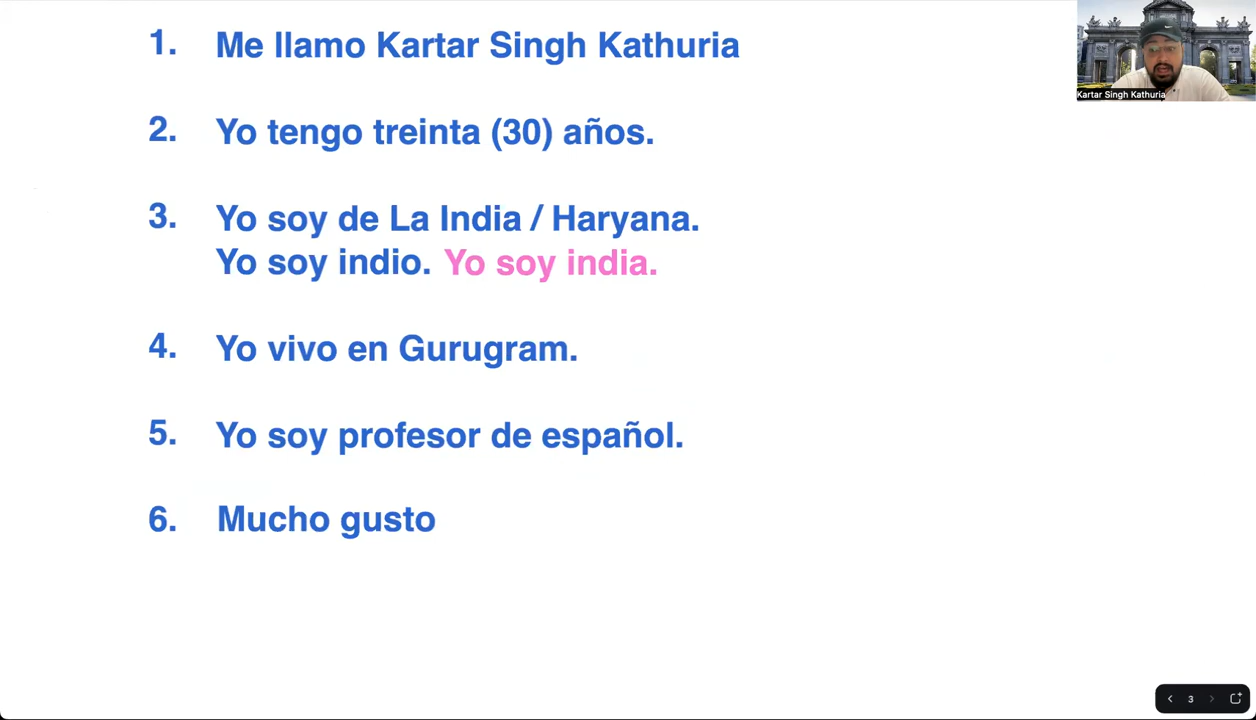 1. Me llamo Kartar Singh Kathuria
Kartar Singh Kathuria
2. Yo tengo treinta (30) años.
3. Yo soy de La India / Haryana.
Yo soy indio. Yo soy india.
4. Yo vivo en Gurugram.
5. Yo soy profesor de español.
6. Mucho gusto
3